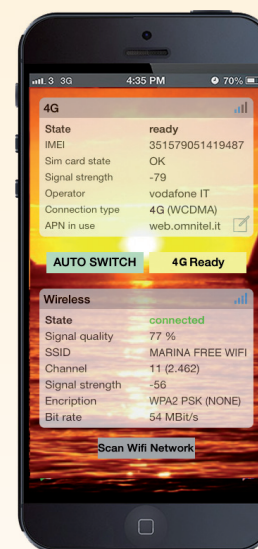 3 3G 4:35 PM 70%
4G
State ready
IMEI 351579051419487
Sim card state OK
Signal strength -79
Operator vodafone IT
Connection type 4G (WCDMA)
APN in use web.omnitel.it
AUTO SWITCH 4G Ready
Wireless
State connected
Signal quality 77 %
SSID MARINA FREE WIFI
Channel 11 (2.462)
Signal strength -56
Encription WPA2 PSK (NONE)
Bit rate 54 MBit/s
Scan Wifi Network